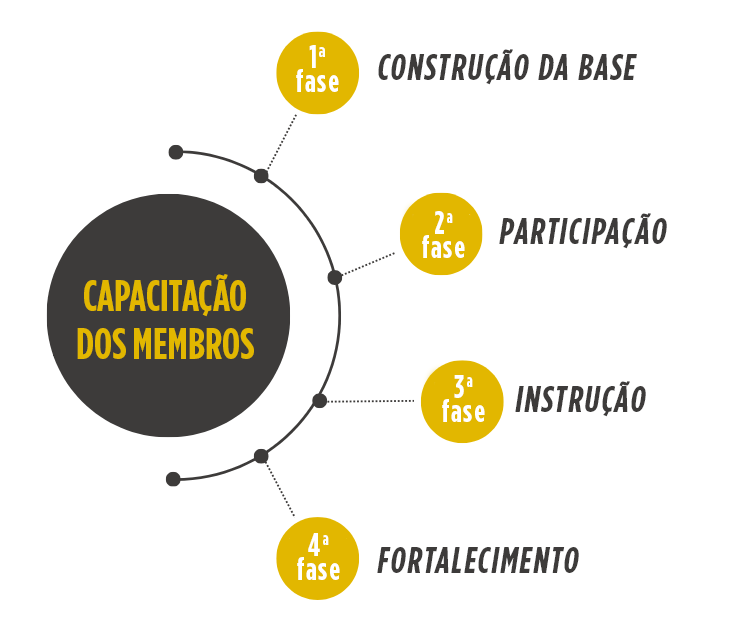 1ª
fase
CONSTRUÇÃO DA BASE
2ª
fase
PARTICIPAÇÃO
CAPACITAÇÃO
DOS MEMBROS
3ª
fase
INSTRUÇÃO
4ª
fase
FORTALECIMENTO